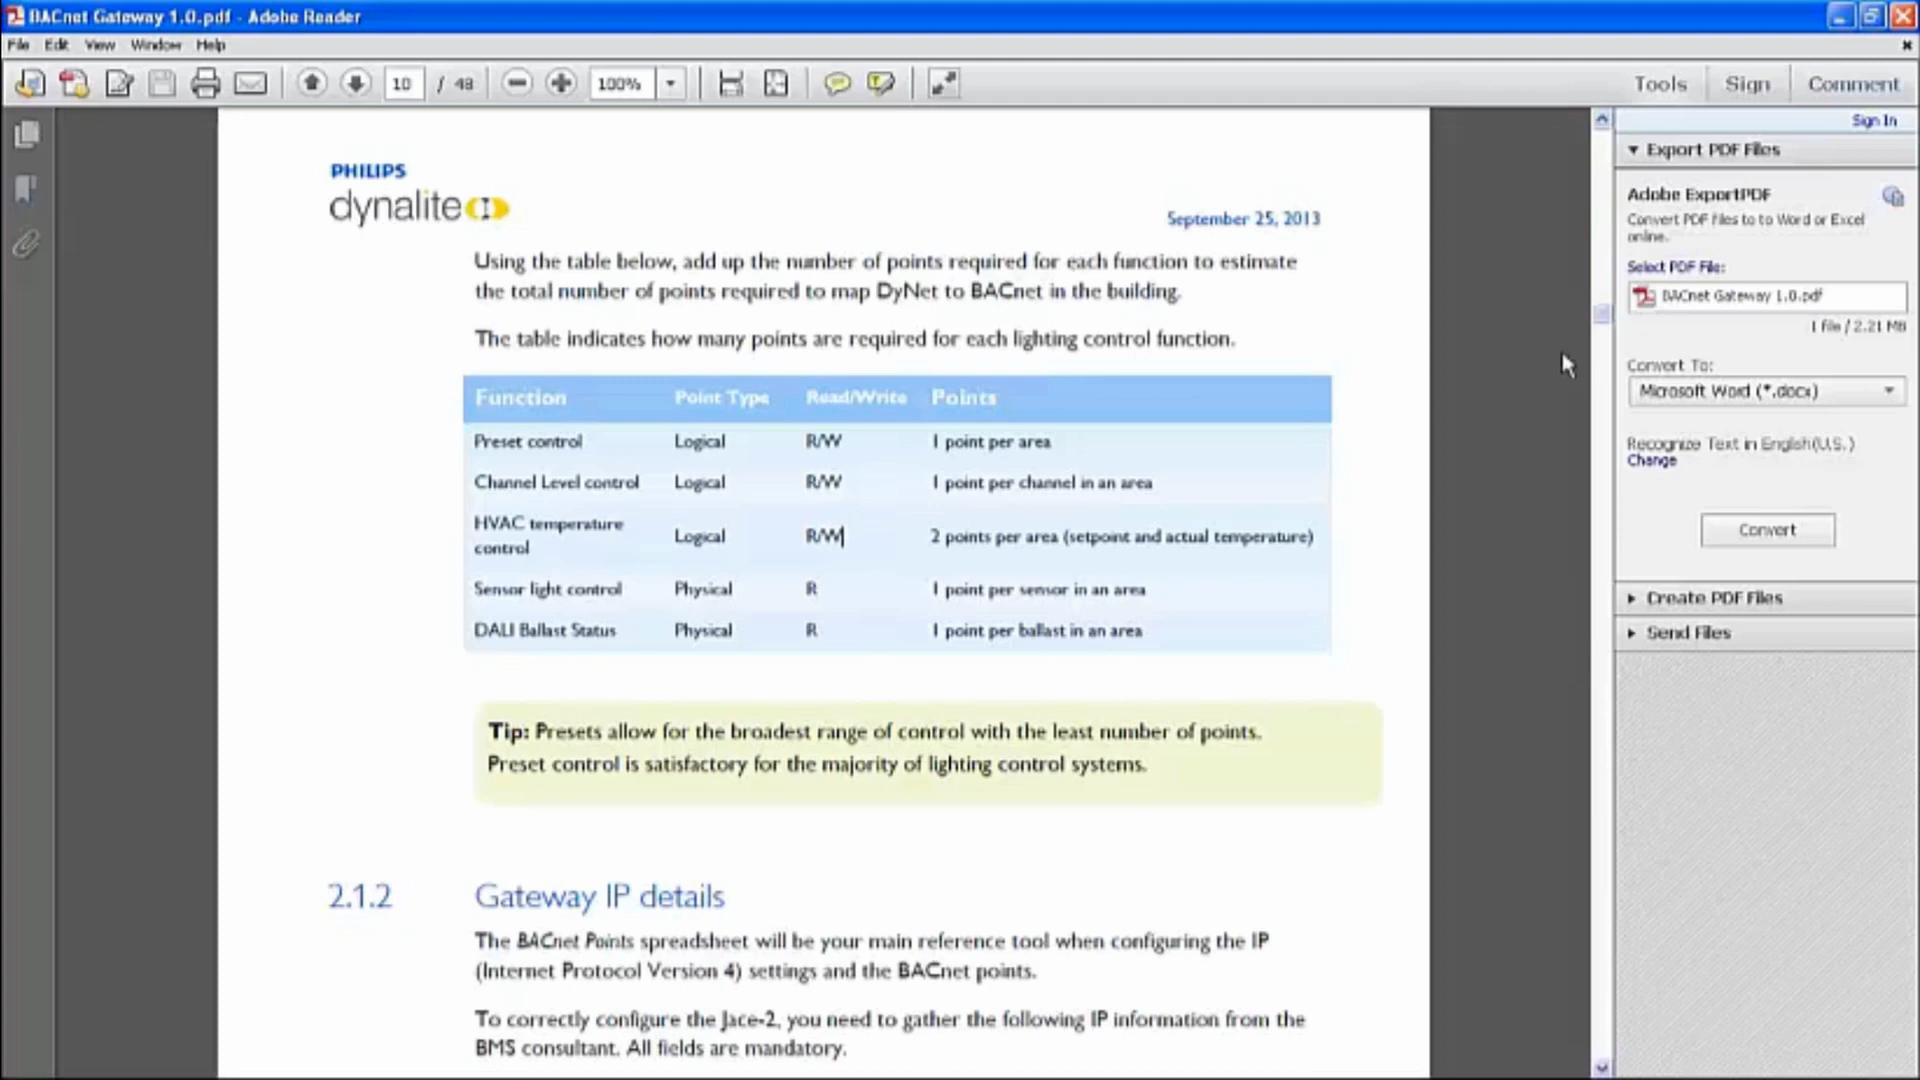 BACnet Gateway 1.0.pdf - Adobe Reader
File Edit View Window Help
10 / 48 100% Tools Sign Comment
Sign In
Export PDF Files
Adobe ExportPDF
Convert PDF files to to Word or Excel
online.
Select PDF File:
BACnet Gateway 1.0.pdf
1 file / 2.21 MB
Convert To:
Microsoft Word (*.docx)
Recognize Text in English(U.S.)
Change
Convert
Create PDF Files
Send Files
PHILIPS
dynalite
September 25, 2013
Using the table below, add up the number of points required for each function to estimate
the total number of points required to map DyNet to BACnet in the building.
The table indicates how many points are required for each lighting control function.
Function Point Type Read/Write Points
Preset control Logical R/W 1 point per area
Channel Level control Logical R/W 1 point per channel in an area
HVAC temperature
control Logical R/W 2 points per area (setpoint and actual temperature)
Sensor light control Physical R 1 point per sensor in an area
DALI Ballast Status Physical R 1 point per ballast in an area
Tip: Presets allow for the broadest range of control with the least number of points.
Preset control is satisfactory for the majority of lighting control systems.
2.1.2 Gateway IP details
The BACnet Points spreadsheet will be your main reference tool when configuring the IP
(Internet Protocol Version 4) settings and the BACnet points.
To correctly configure the Jace-2, you need to gather the following IP information from the
BMS consultant. All fields are mandatory.